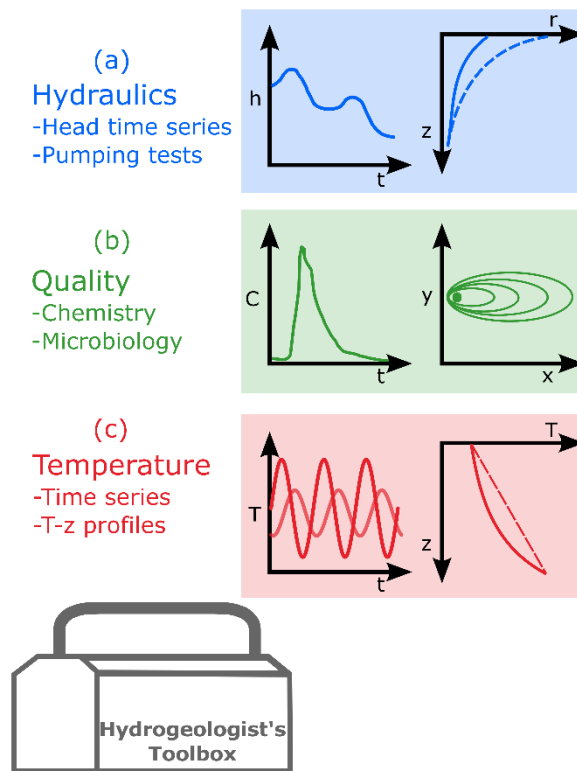 (a)
Hydraulics
-Head time series
-Pumping tests
h
t
r
z
(b)
Quality
-Chemistry
-Microbiology
C
t
y
x
(c)
Temperature
-Time series
-T-z profiles
T
t
T
z
Hydrogeologist's
Toolbox